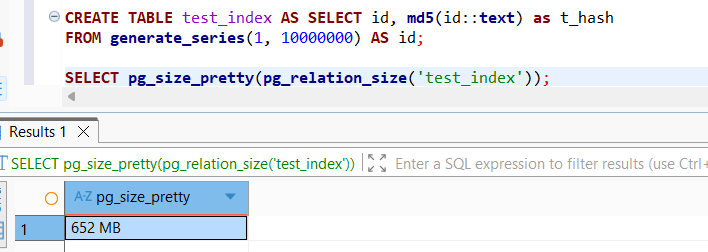 CREATE TABLE test_index AS SELECT id, md5(id::text) as t_hash
FROM generate_series(1, 10000000) AS id;
SELECT pg_size_pretty(pg_relation_size('test_index'));
Results 1
SELECT pg_size_pretty(pg_relation_size('test_index'))
Enter a SQL expression to filter results (use Ctrl+
A-Z pg_size_pretty
1
652 MB